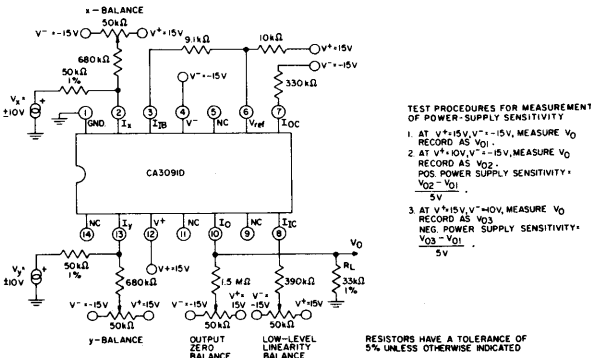 x-BALANCE
50kΩ
V⁻=-15V
V⁺=15V
680kΩ
50kΩ
1%
Vx=
±10V
9.1kΩ
10kΩ
V⁺=15V
V⁻=-15V
V⁻=-15V
330kΩ
1
2
3
4
5
6
7
GND.
Ix
IIB
V⁻
NC
Vref
IOC
CA3091D
NC
Iy
V⁺
NC
IO
NC
IIC
14
13
12
11
10
9
8
VO
Vy=
±10V
50kΩ
1%
680kΩ
V+=15V
1.5 MΩ
390kΩ
RL
33kΩ
1%
V⁻=-15V
V⁺=15V
V⁻=-15V
V⁺=
15V
V⁻=
-15V
V⁺=15V
50kΩ
50kΩ
50kΩ
y-BALANCE
OUTPUT
ZERO
BALANCE
LOW-LEVEL
LINEARITY
BALANCE
TEST PROCEDURES FOR MEASUREMENT
OF POWER-SUPPLY SENSITIVITY
1. AT V⁺=15V, V⁻=-15V, MEASURE VO
RECORD AS VO1.
2. AT V⁺=10V, V⁻=-15V, MEASURE VO
RECORD AS VO2.
POS. POWER SUPPLY SENSITIVITY=
VO2-VO1
5V
3. AT V⁺=15V, V⁻=-10V, MEASURE VO
RECORD AS VO3
NEG. POWER SUPPLY SENSITIVITY=
VO3-VO1
5V
RESISTORS HAVE A TOLERANCE OF
5% UNLESS OTHERWISE INDICATED